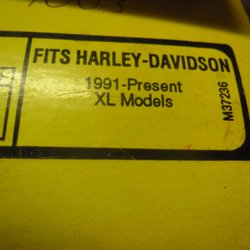 FITS HARLEY-DAVIDSON
1991-Present
XL Models
M37236